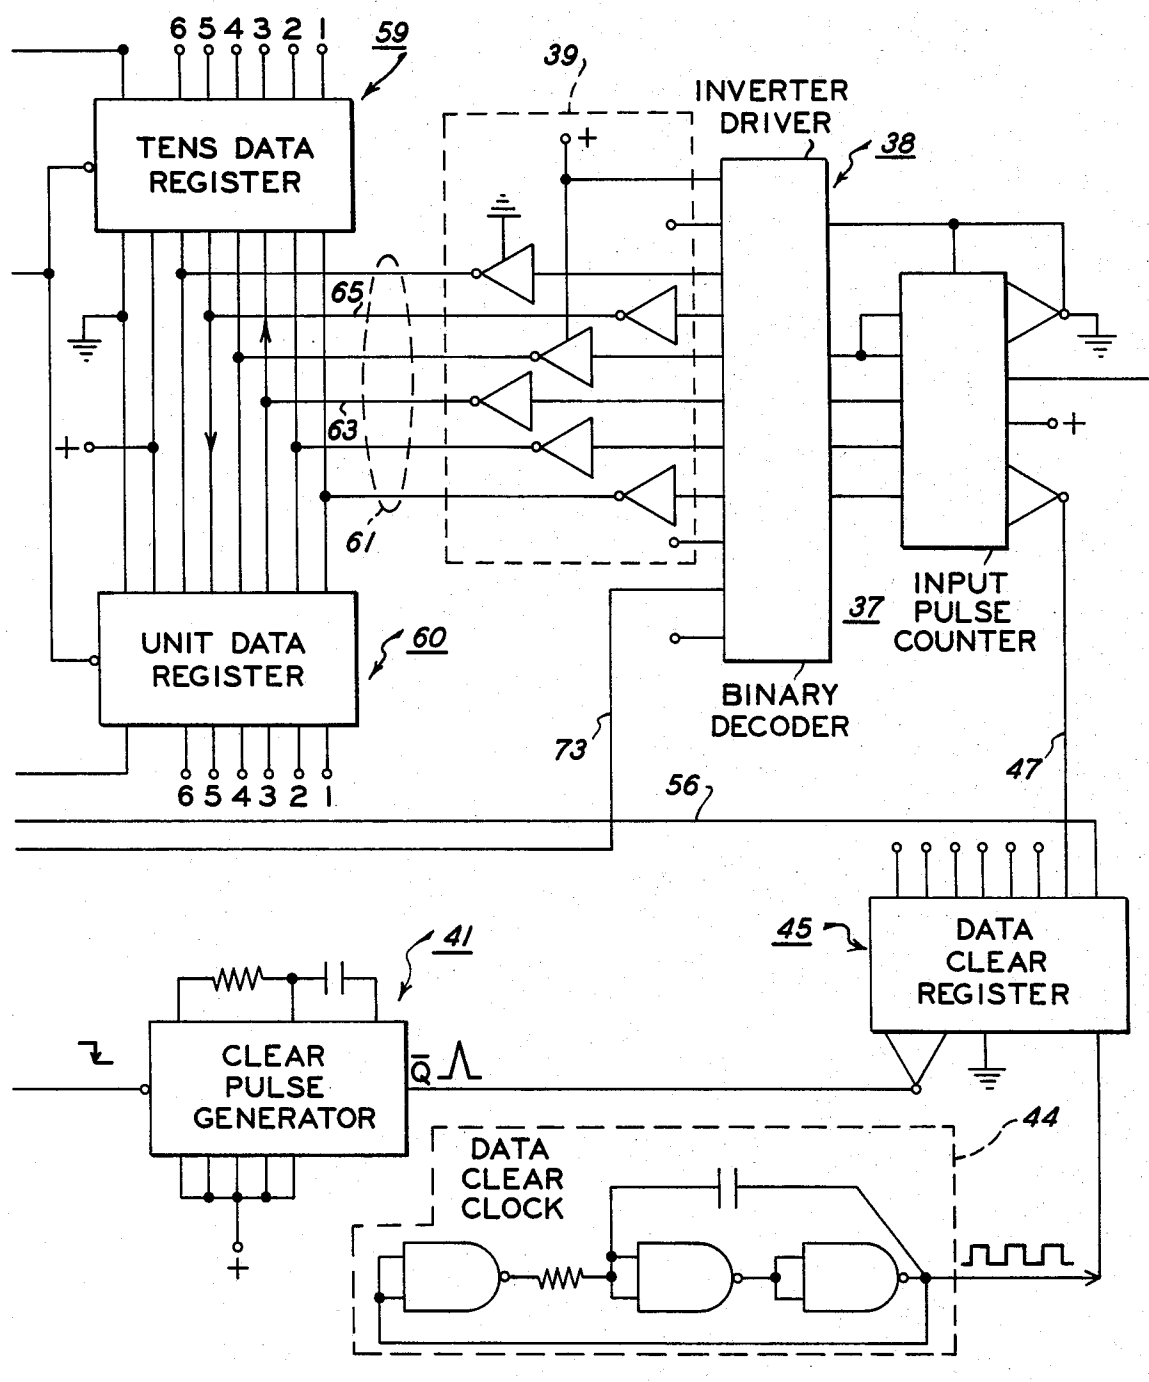 6 5 4 3 2 1
59
TENS DATA
REGISTER
39
+
INVERTER
DRIVER
38
65
63
61
+
+
UNIT DATA
REGISTER
60
6 5 4 3 2 1
37
INPUT
PULSE
COUNTER
BINARY
DECODER
73
47
56
45
DATA
CLEAR
REGISTER
41
CLEAR
PULSE
GENERATOR
Q̅
+
44
DATA
CLEAR
CLOCK